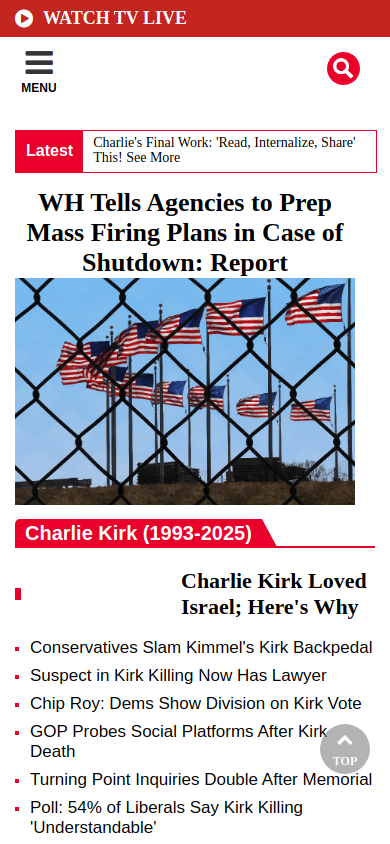 WATCH TV LIVE
MENU
Latest
Charlie's Final Work: 'Read, Internalize, Share'
This! See More
WH Tells Agencies to Prep
Mass Firing Plans in Case of
Shutdown: Report
Charlie Kirk (1993-2025)
Charlie Kirk Loved
Israel; Here's Why
Conservatives Slam Kimmel's Kirk Backpedal
Suspect in Kirk Killing Now Has Lawyer
Chip Roy: Dems Show Division on Kirk Vote
GOP Probes Social Platforms After Kirk
Death
TOP
Turning Point Inquiries Double After Memorial
Poll: 54% of Liberals Say Kirk Killing
'Understandable'